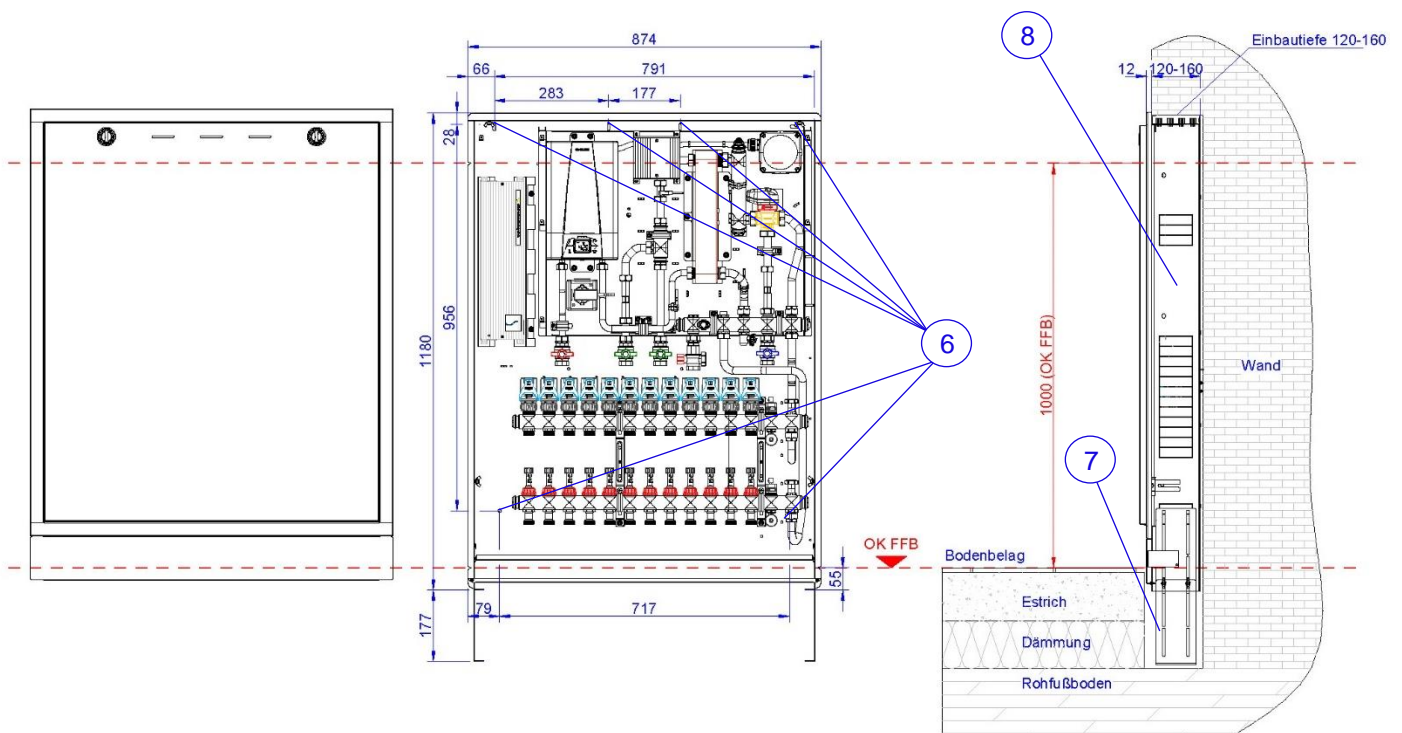 874
66
791
283
177
28
956
1180
6
55
79
717
177
OK FFB
8
Einbautiefe 120-160
12
120-160
1000 (OK FFB)
Wand
7
Bodenbelag
Estrich
Dämmung
Rohfußboden